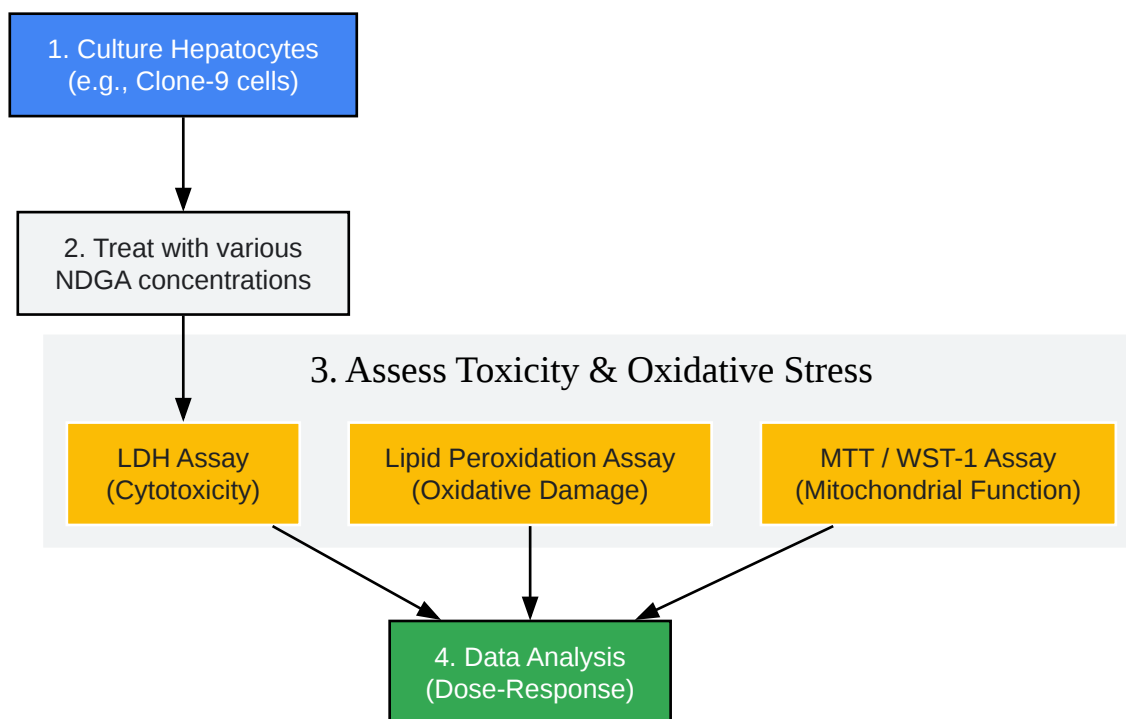 1. Culture Hepatocytes
(e.g., Clone-9 cells)
2. Treat with various
NDGA concentrations
3. Assess Toxicity & Oxidative Stress
LDH Assay
(Cytotoxicity)
Lipid Peroxidation Assay
(Oxidative Damage)
MTT / WST-1 Assay
(Mitochondrial Function)
4. Data Analysis
(Dose-Response)